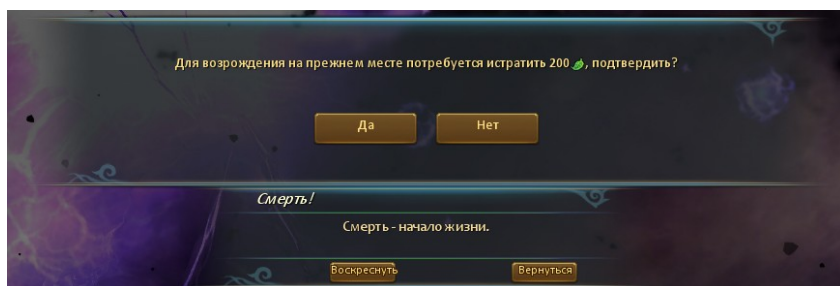 Для возрождения на прежнем месте потребуется истратить 200 , подтвердить?
Да Нет
Смерть!
Смерть - начало жизни.
Воскреснуть Вернуться